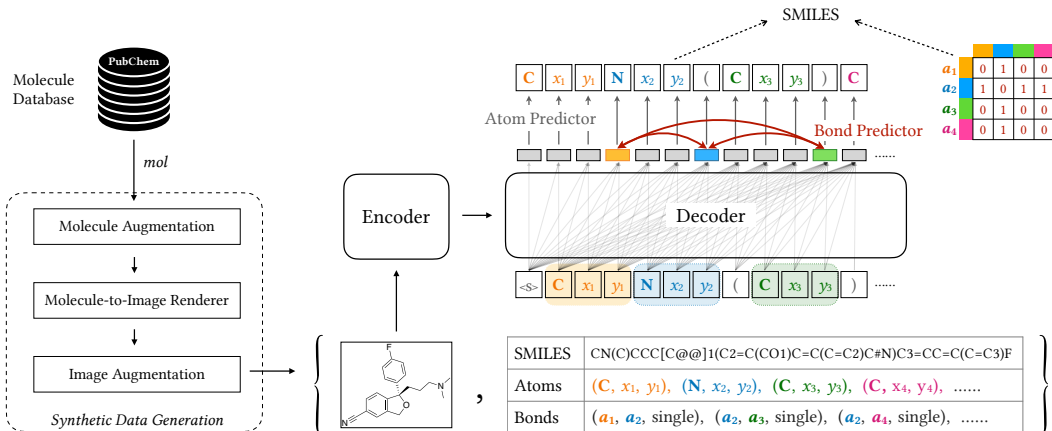 SMILES
PubChem
Molecule
Database
C x₁ y₁ N x₂ y₂ ( C x₃ y₃ ) C
a₁ 0 1 0 0
a₂ 1 0 1 1
a₃ 0 1 0 0
a₄ 0 1 0 0
Atom Predictor
Bond Predictor
......
mol
Encoder
Decoder
Molecule Augmentation
Molecule-to-Image Renderer
Image Augmentation
Synthetic Data Generation
<S> C x₁ y₁ N x₂ y₂ ( C x₃ y₃ ) ......
F
N
O
N
{ , }
SMILES CN(C)CCC[C@@]1(C2=C(CO1)C=C(C=C2)C#N)C3=CC=C(C=C3)F
Atoms (C, x₁, y₁), (N, x₂, y₂), (C, x₃, y₃), (C, x₄, y₄), ......
Bonds (a₁, a₂, single), (a₂, a₃, single), (a₂, a₄, single), ......